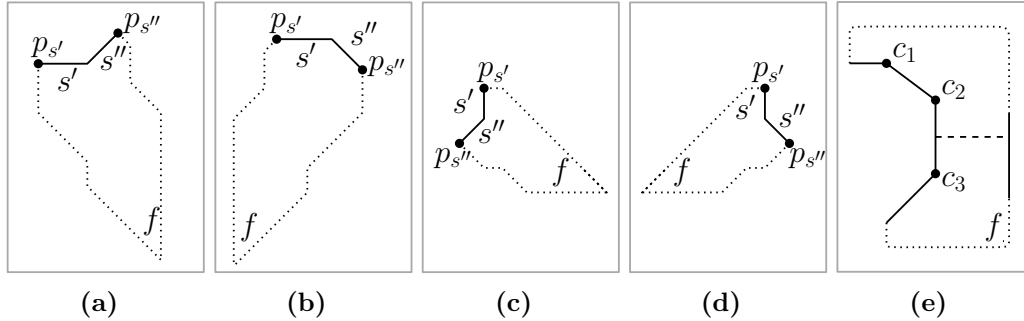 p_{s'} s' s'' p_{s''} f
p_{s'} s' s'' p_{s''} f
p_{s'} s' s'' p_{s''} f
p_{s'} s' s'' p_{s''} f
c_1 c_2 c_3 f
(a) (b) (c) (d) (e)